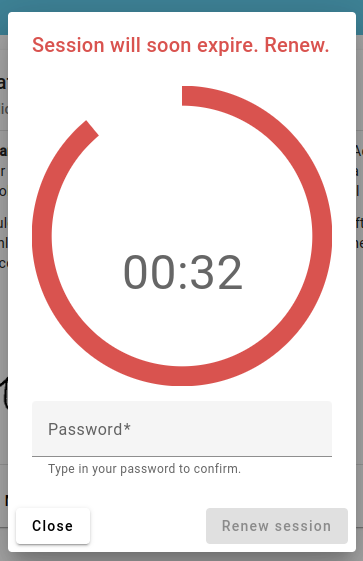 Session will soon expire. Renew.
00:32
Password*
Type in your password to confirm.
Close
Renew session